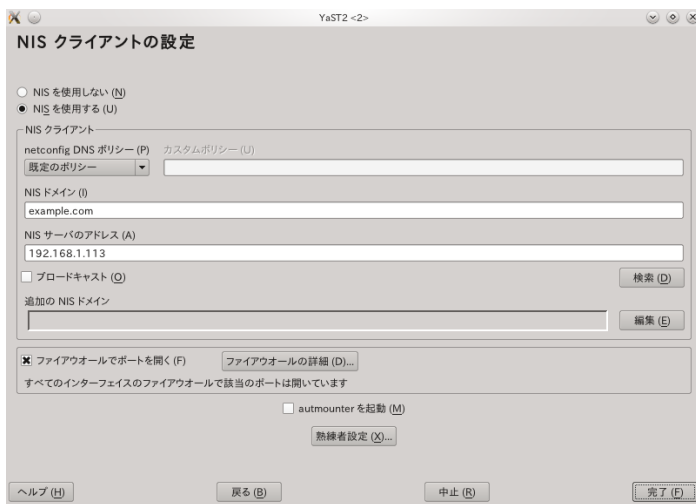 YaST2 <2>
NIS クライアントの設定
NIS を使用しない (N)
NIS を使用する (U)
NIS クライアント
netconfig DNS ポリシー (P) カスタムポリシー (U)
既定のポリシー
NIS ドメイン (I)
example.com
NIS サーバのアドレス (A)
192.168.1.113
ブロードキャスト (O) 検索 (D)
追加の NIS ドメイン
編集 (E)
ファイアウオールでポートを開く (F) ファイアウオールの詳細 (D)...
すべてのインターフェイスのファイアウオールで該当のポートは開いています
autmounter を起動 (M)
熟練者設定 (X)...
ヘルプ (H) 戻る (B) 中止 (R) 完了 (F)